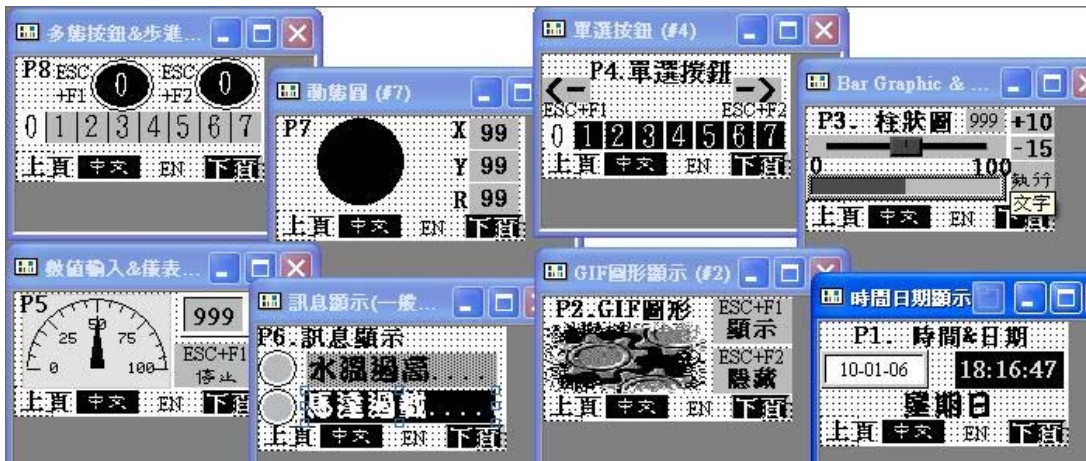 多態按鈕&步進...
P8 ESC+F1 0 ESC+F2 0
0 1 2 3 4 5 6 7
上頁 中文 EN 下頁
動態圖 (#7)
P7
X 99
Y 99
R 99
上頁 中文 EN 下頁
單選按鈕 (#4)
P4.單選按鈕
<- ->
ESC+F1 ESC+F2
0 1 2 3 4 5 6 7
上頁 中文 EN 下頁
Bar Graphic & ...
P3. 柱狀圖 999 +10
-15
0 100 執行
文字
上頁 中文 EN 下頁
數值輸入&儀表...
P5
0 25 50 75 100
999
ESC+F1
停止
上頁 中文 EN 下頁
訊息顯示(一般...
P6.訊息顯示
水溫過高...
馬達過載....
上頁 中文 EN 下頁
GIF圖形顯示 (#2)
P2.GIF圖形
ESC+F1
顯示
ESC+F2
隱藏
上頁 中文 EN 下頁
時間日期顯示
P1. 時間&日期
10-01-06 18:16:47
星期日
上頁 中文 EN 下頁